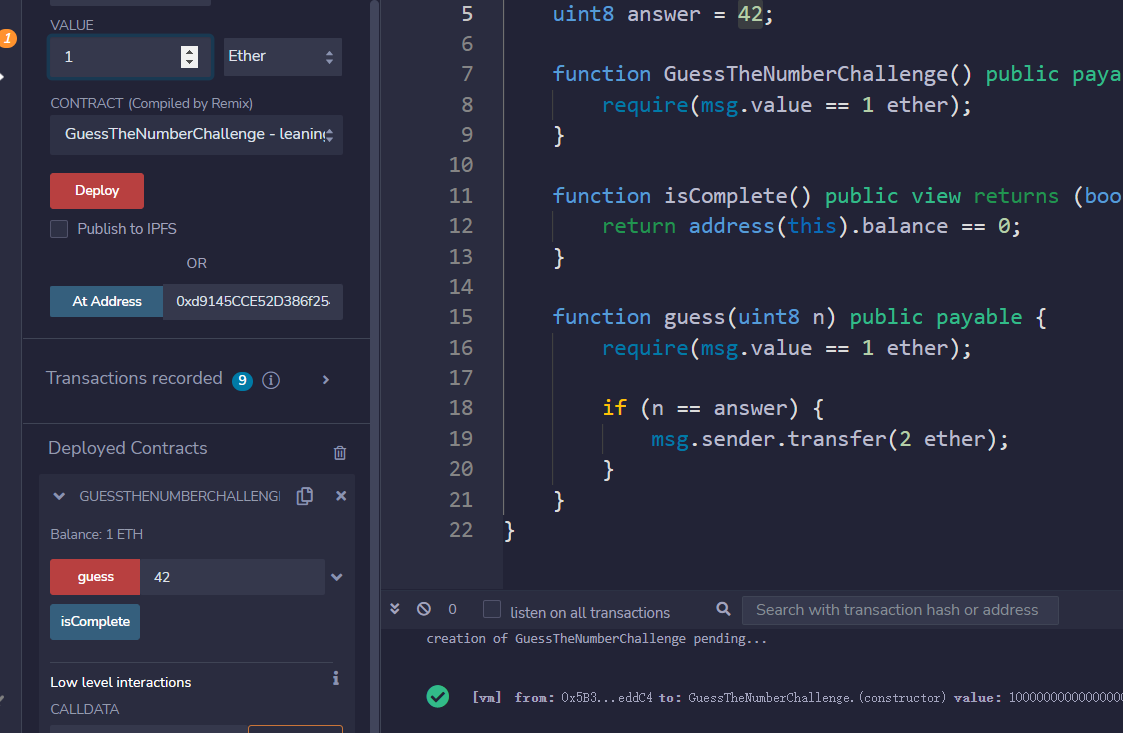 1
VALUE
1
Ether
CONTRACT (Compiled by Remix)
GuessTheNumberChallenge - leaning
Deploy
Publish to IPFS
OR
At Address
0xd9145CCE52D386f254
Transactions recorded 9 i
Deployed Contracts
GUESSTHENUMBERCHALLENGE
Balance: 1 ETH
guess
42
isComplete
Low level interactions
i
CALLDATA
5 uint8 answer = 42;
6
7 function GuessTheNumberChallenge() public paya
8 require(msg.value == 1 ether);
9 }
10
11 function isComplete() public view returns (boo
12 return address(this).balance == 0;
13 }
14
15 function guess(uint8 n) public payable {
16 require(msg.value == 1 ether);
17
18 if (n == answer) {
19 msg.sender.transfer(2 ether);
20 }
21 }
22 }
0
listen on all transactions
Search with transaction hash or address
creation of GuessTheNumberChallenge pending...
[vm] from: 0x5B3...eddC4 to: GuessTheNumberChallenge.(constructor) value: 1000000000000000